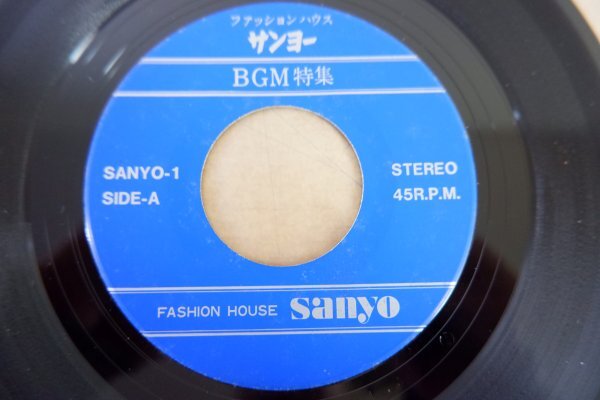 ファッションハウス
サンヨー
BGM特集
SANYO-1
SIDE-A
STEREO
45R.P.M.
FASHION HOUSE sanyo